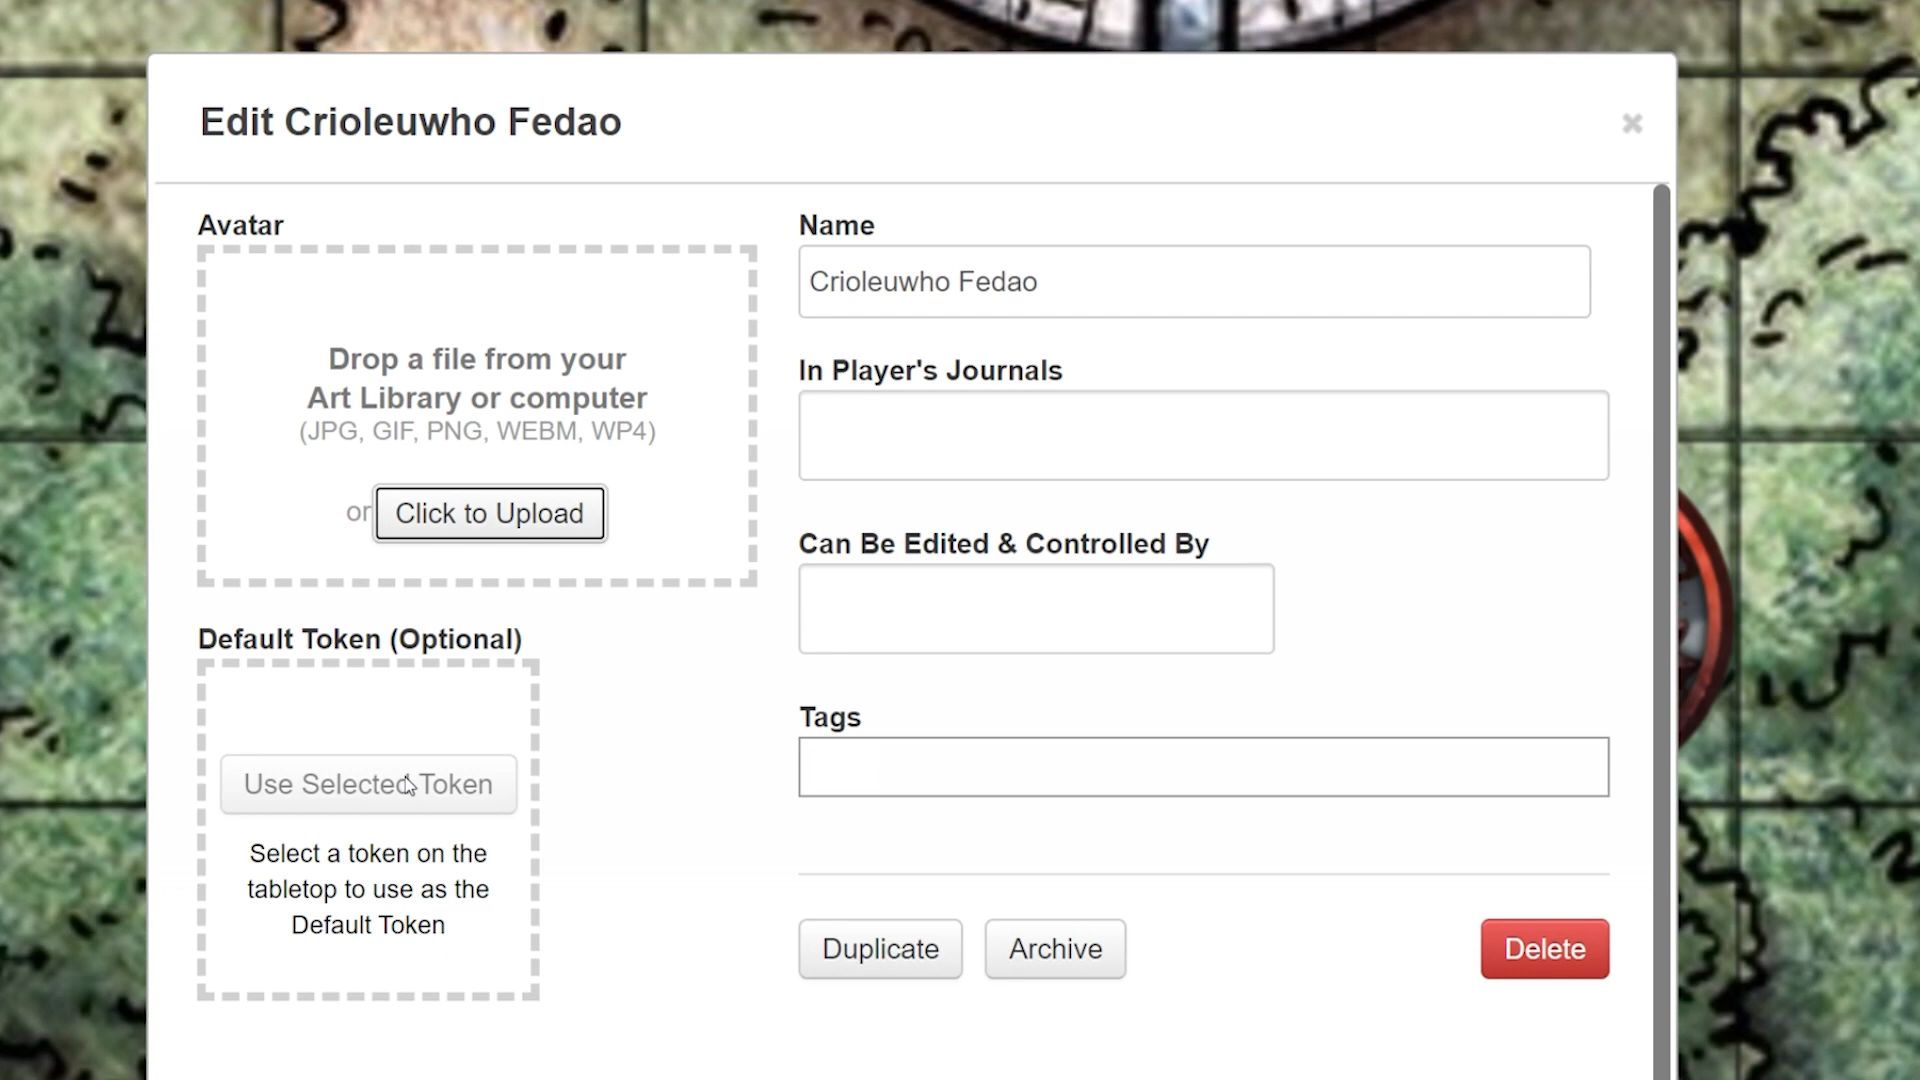 Edit Crioleuwho Fedao
Avatar
Drop a file from your
Art Library or computer
(JPG, GIF, PNG, WEBM, WP4)
or Click to Upload
Default Token (Optional)
Use Selected Token
Select a token on the
tabletop to use as the
Default Token
Name
Crioleuwho Fedao
In Player's Journals
Can Be Edited & Controlled By
Tags
Duplicate
Archive
Delete